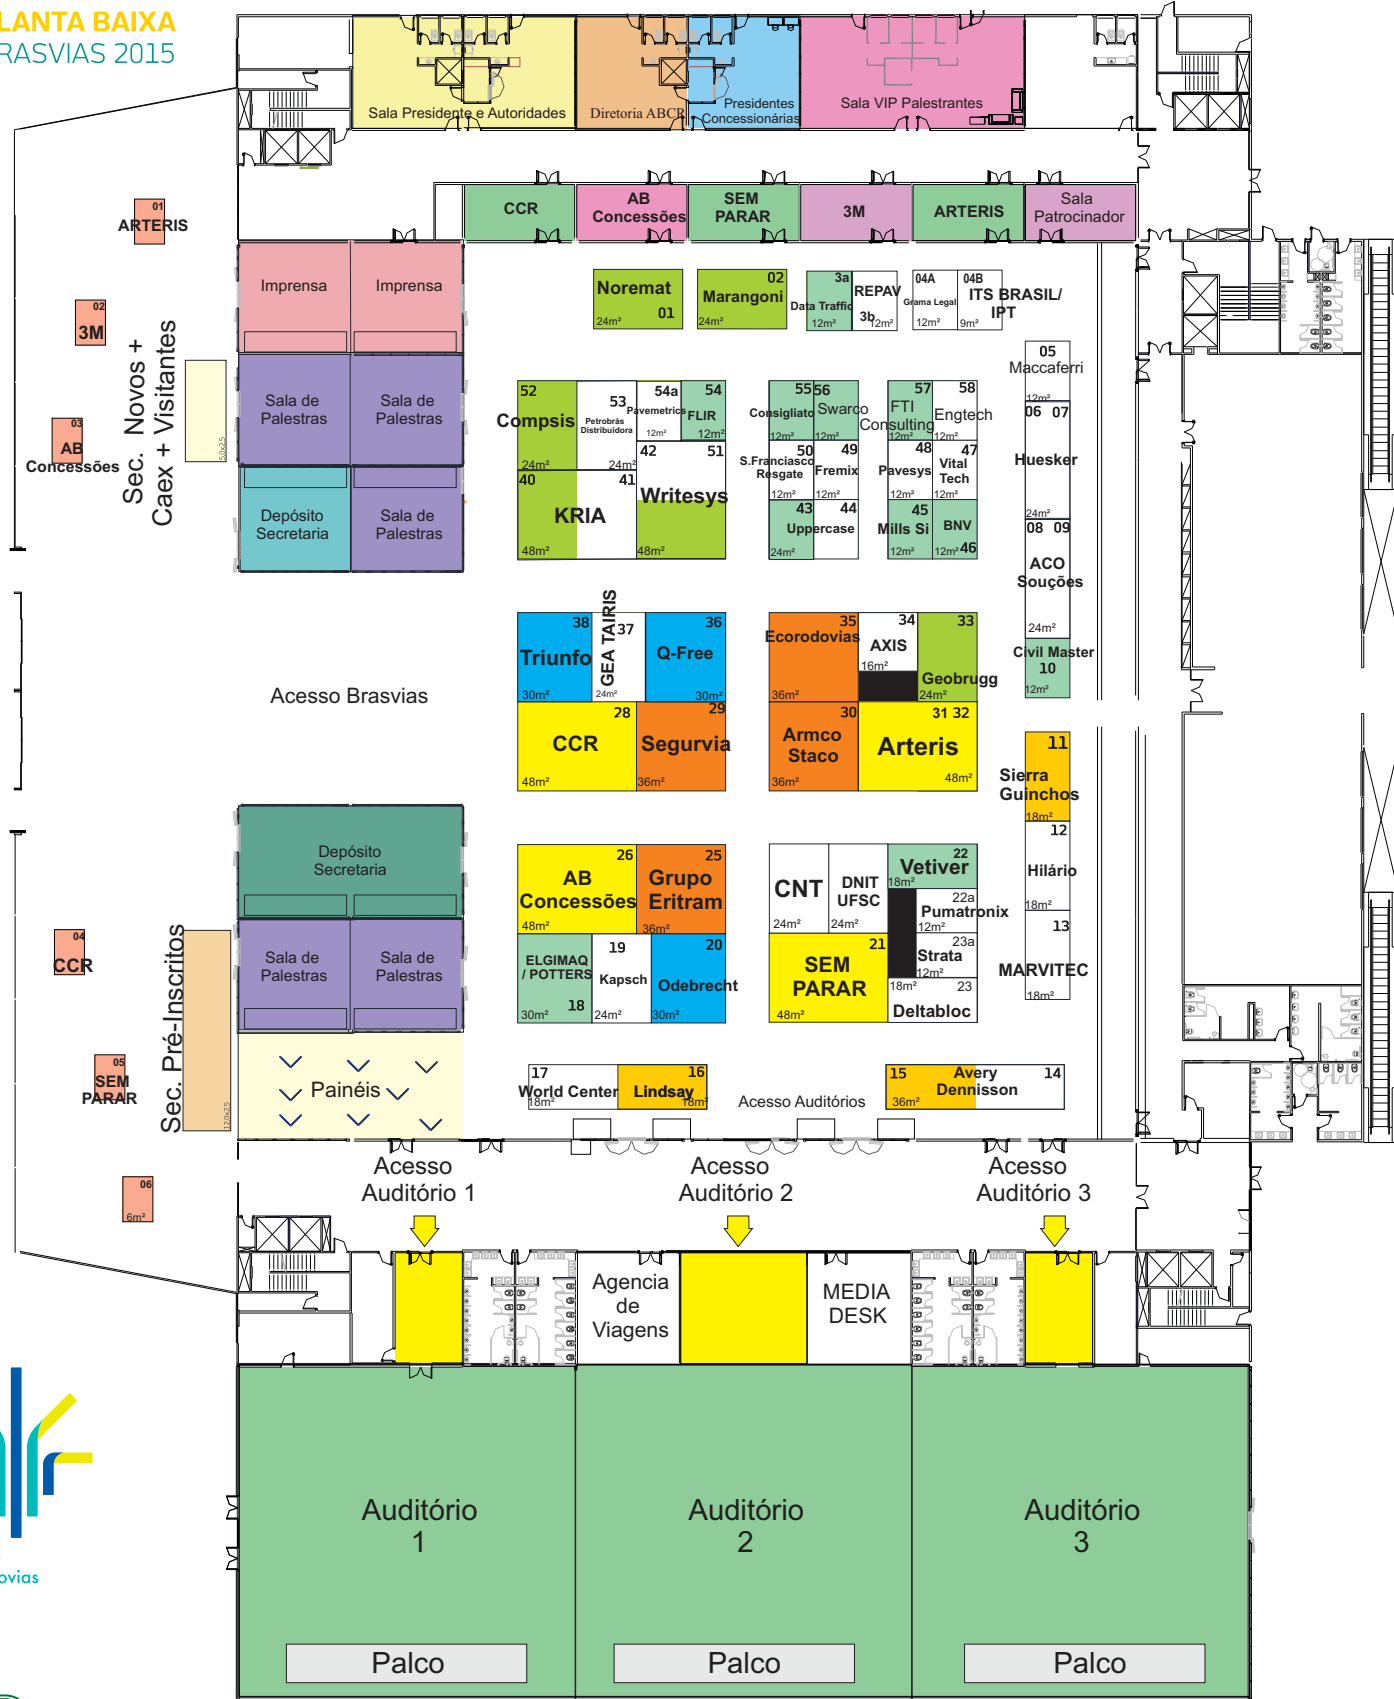 LANTA BAIXA
RASVIAS 2015
Sala Presidente e Autoridades
Diretoria ABCR
Presidentes
Concessionárias
Sala VIP Palestrantes
CCR
AB
Concessões
SEM
PARAR
3M
ARTERIS
Sala
Patrocinador
01
ARTERIS
02
3M
03
AB
Concessões
Sec. Novos +
Caex + Visitantes
5,0x2,5
Imprensa
Imprensa
Sala de
Palestras
Sala de
Palestras
Depósito
Secretaria
Sala de
Palestras
Noremat
01
24m²
02
Marangoni
24m²
3a
Data Traffic
12m²
REPAV
3b
12m²
04A
Grama Legal
12m²
04B
9m²
ITS BRASIL/
IPT
05
Maccaferri
12m²
06 07
Huesker
24m²
08 09
ACO
Souções
24m²
Civil Master
10
12m²
52
Compsis
24m²
53
Petrobrás
Distribuidora
24m²
54a
Pavemetrics
12m²
54
FLIR
12m²
40
41
KRIA
48m²
42
51
Writesys
48m²
55
Consigliato
12m²
56
Swarco
12m²
57
FTI
Consulting
12m²
58
Engtech
12m²
50
S.Franciasco
Resgate
12m²
49
Fremix
12m²
48
Pavesys
12m²
47
Vital
Tech
12m²
43
44
Uppercase
24m²
45
Mills Si
12m²
BNV
12m²
46
38
Triunfo
30m²
GEA TAIRIS
37
24m²
36
Q-Free
30m²
35
Ecorodovias
36m²
34
AXIS
16m²
33
Geobrugg
24m²
Acesso Brasvias
28
CCR
48m²
29
Segurvia
36m²
30
Armco
Staco
36m²
31 32
Arteris
48m²
11
Sierra
Guinchos
18m²
12
Hilário
18m²
13
MARVITEC
18m²
Depósito
Secretaria
Sala de
Palestras
Sala de
Palestras
Painéis
04
CCR
05
SEM
PARAR
06
6m²
Sec. Pré-Inscritos
12,0x2,5
26
AB
Concessões
48m²
25
Grupo
Eritram
36m²
ELGIMAQ
/ POTTERS
18
30m²
19
Kapsch
24m²
20
Odebrecht
30m²
CNT
24m²
DNIT
UFSC
24m²
22
Vetiver
18m²
22a
Pumatronix
12m²
23a
Strata
12m²
21
SEM
PARAR
48m²
18m²
23
Deltabloc
17
World Center
18m²
16
Lindsay
18m²
Acesso Auditórios
15
36m²
Avery
Dennisson
14
Acesso
Auditório 1
Acesso
Auditório 2
Acesso
Auditório 3
Agencia
de
Viagens
MEDIA
DESK
Auditório
1
Auditório
2
Auditório
3
Palco
Palco
Palco
ovias